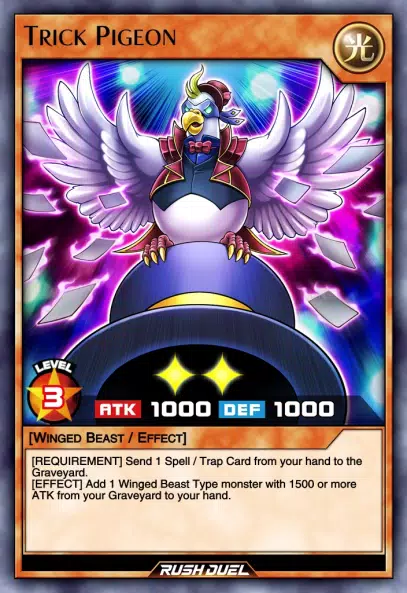 TRICK PIGEON
光
LEVEL
3
ATK 1000 DEF 1000
[WINGED BEAST / EFFECT]
[REQUIREMENT] Send 1 Spell / Trap Card from your hand to the
Graveyard.
[EFFECT] Add 1 Winged Beast Type monster with 1500 or more
ATK from your Graveyard to your hand.
RUSH DUEL